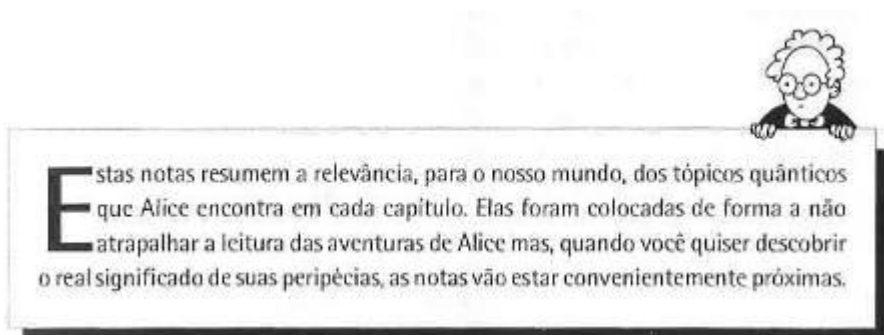 Estas notas resumem a relevância, para o nosso mundo, dos tópicos quânticos
que Alice encontra em cada capítulo. Elas foram colocadas de forma a não
atrapalhar a leitura das aventuras de Alice mas, quando você quiser descobrir
o real significado de suas peripécias, as notas vão estar convenientemente próximas.